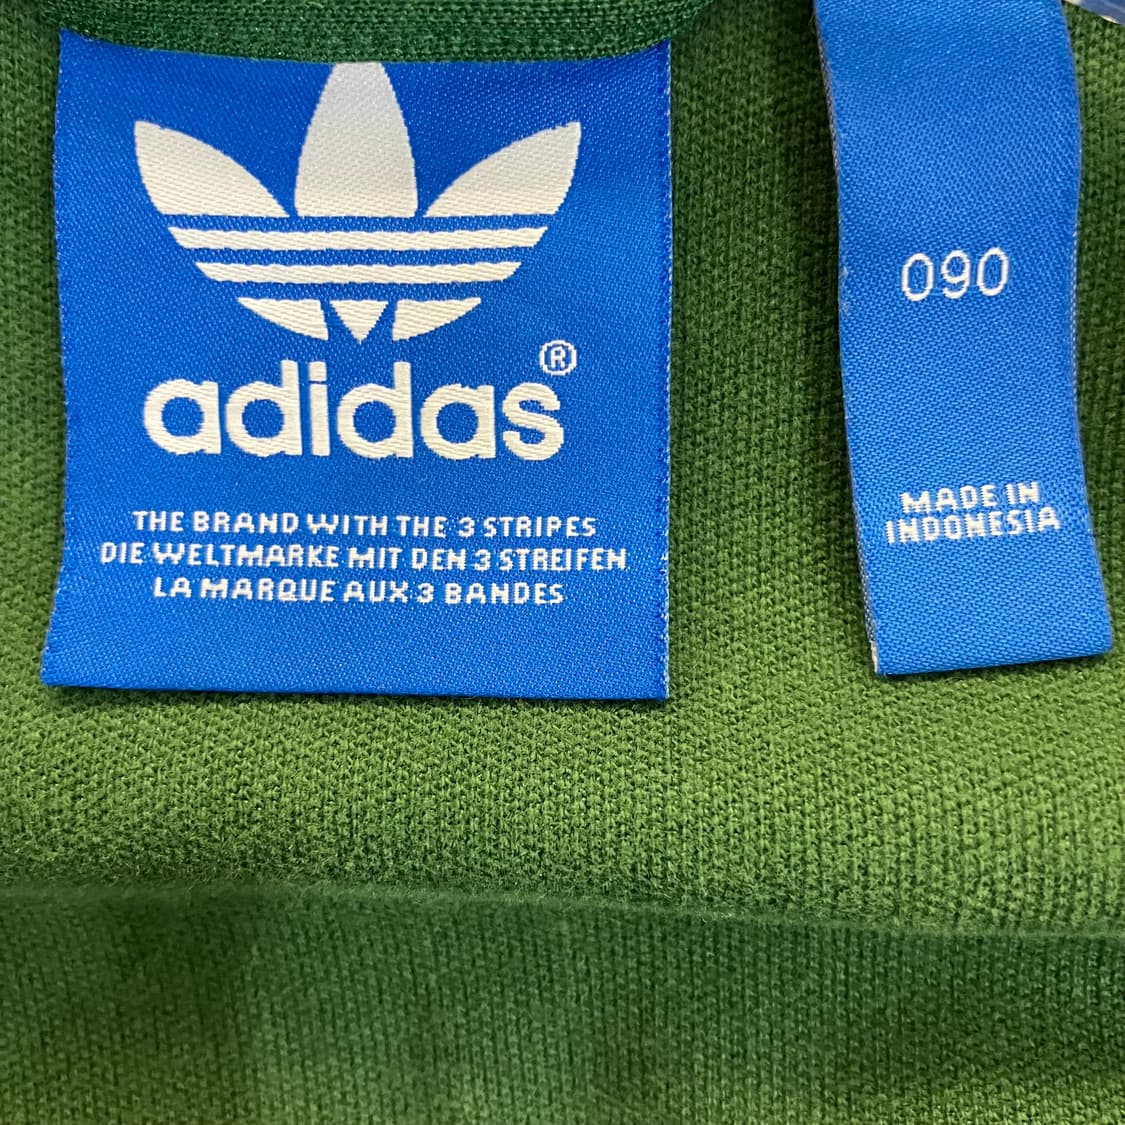 adidas®
THE BRAND WITH THE 3 STRIPES
DIE WELTMARKE MIT DEN 3 STREIFEN
LA MARQUE AUX 3 BANDES
090
MADE IN
INDONESIA